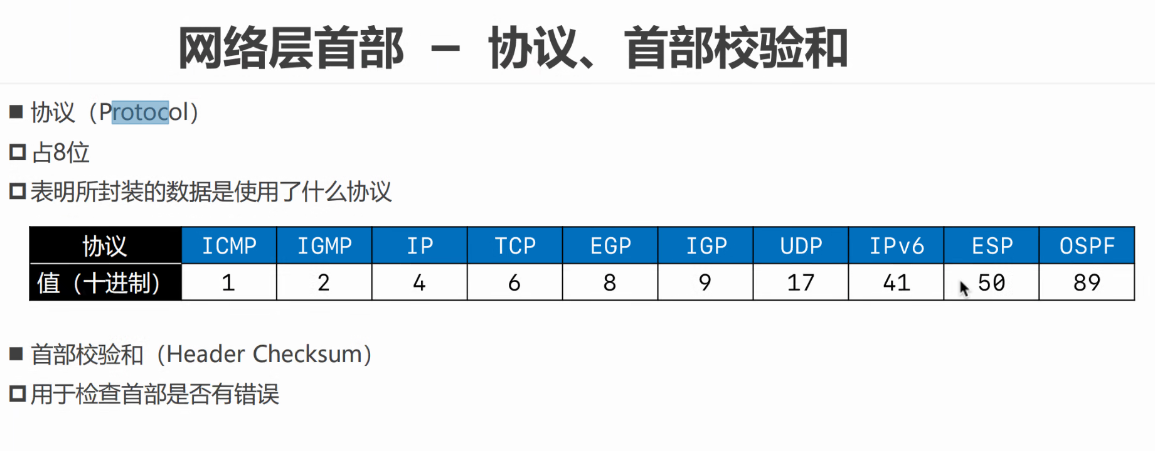 网络层首部 － 协议、首部校验和
■ 协议（Protocol）
占8位
表明所封装的数据是使用了什么协议
协议 ICMP IGMP IP TCP EGP IGP UDP IPv6 ESP OSPF
值（十进制） 1 2 4 6 8 9 17 41 50 89
■ 首部校验和（Header Checksum）
用于检查首部是否有错误